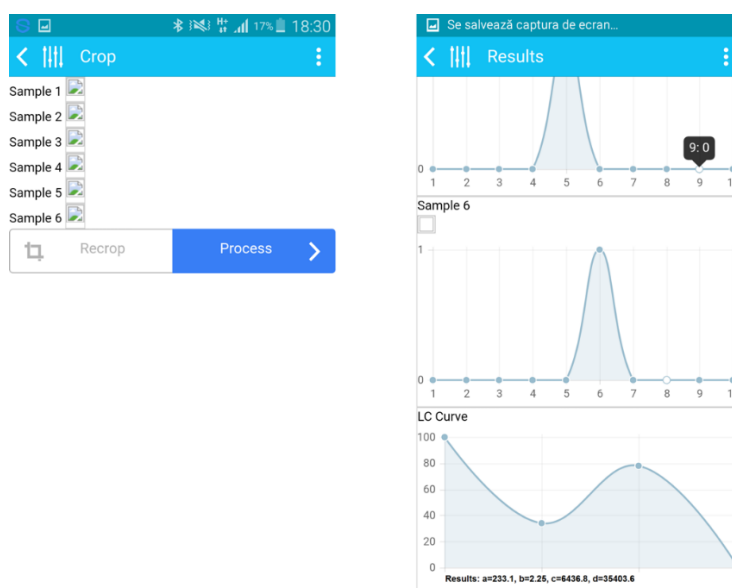 17% 18:30
Crop
Sample 1
Sample 2
Sample 3
Sample 4
Sample 5
Sample 6
Recrop Process
Se salvează captura de ecran...
Results
9: 0
0
1 2 3 4 5 6 7 8 9 1
Sample 6
1
0
1 2 3 4 5 6 7 8 9 1
LC Curve
100
80
60
40
20
0
Results: a=233.1, b=2.25, c=6436.8, d=35403.6